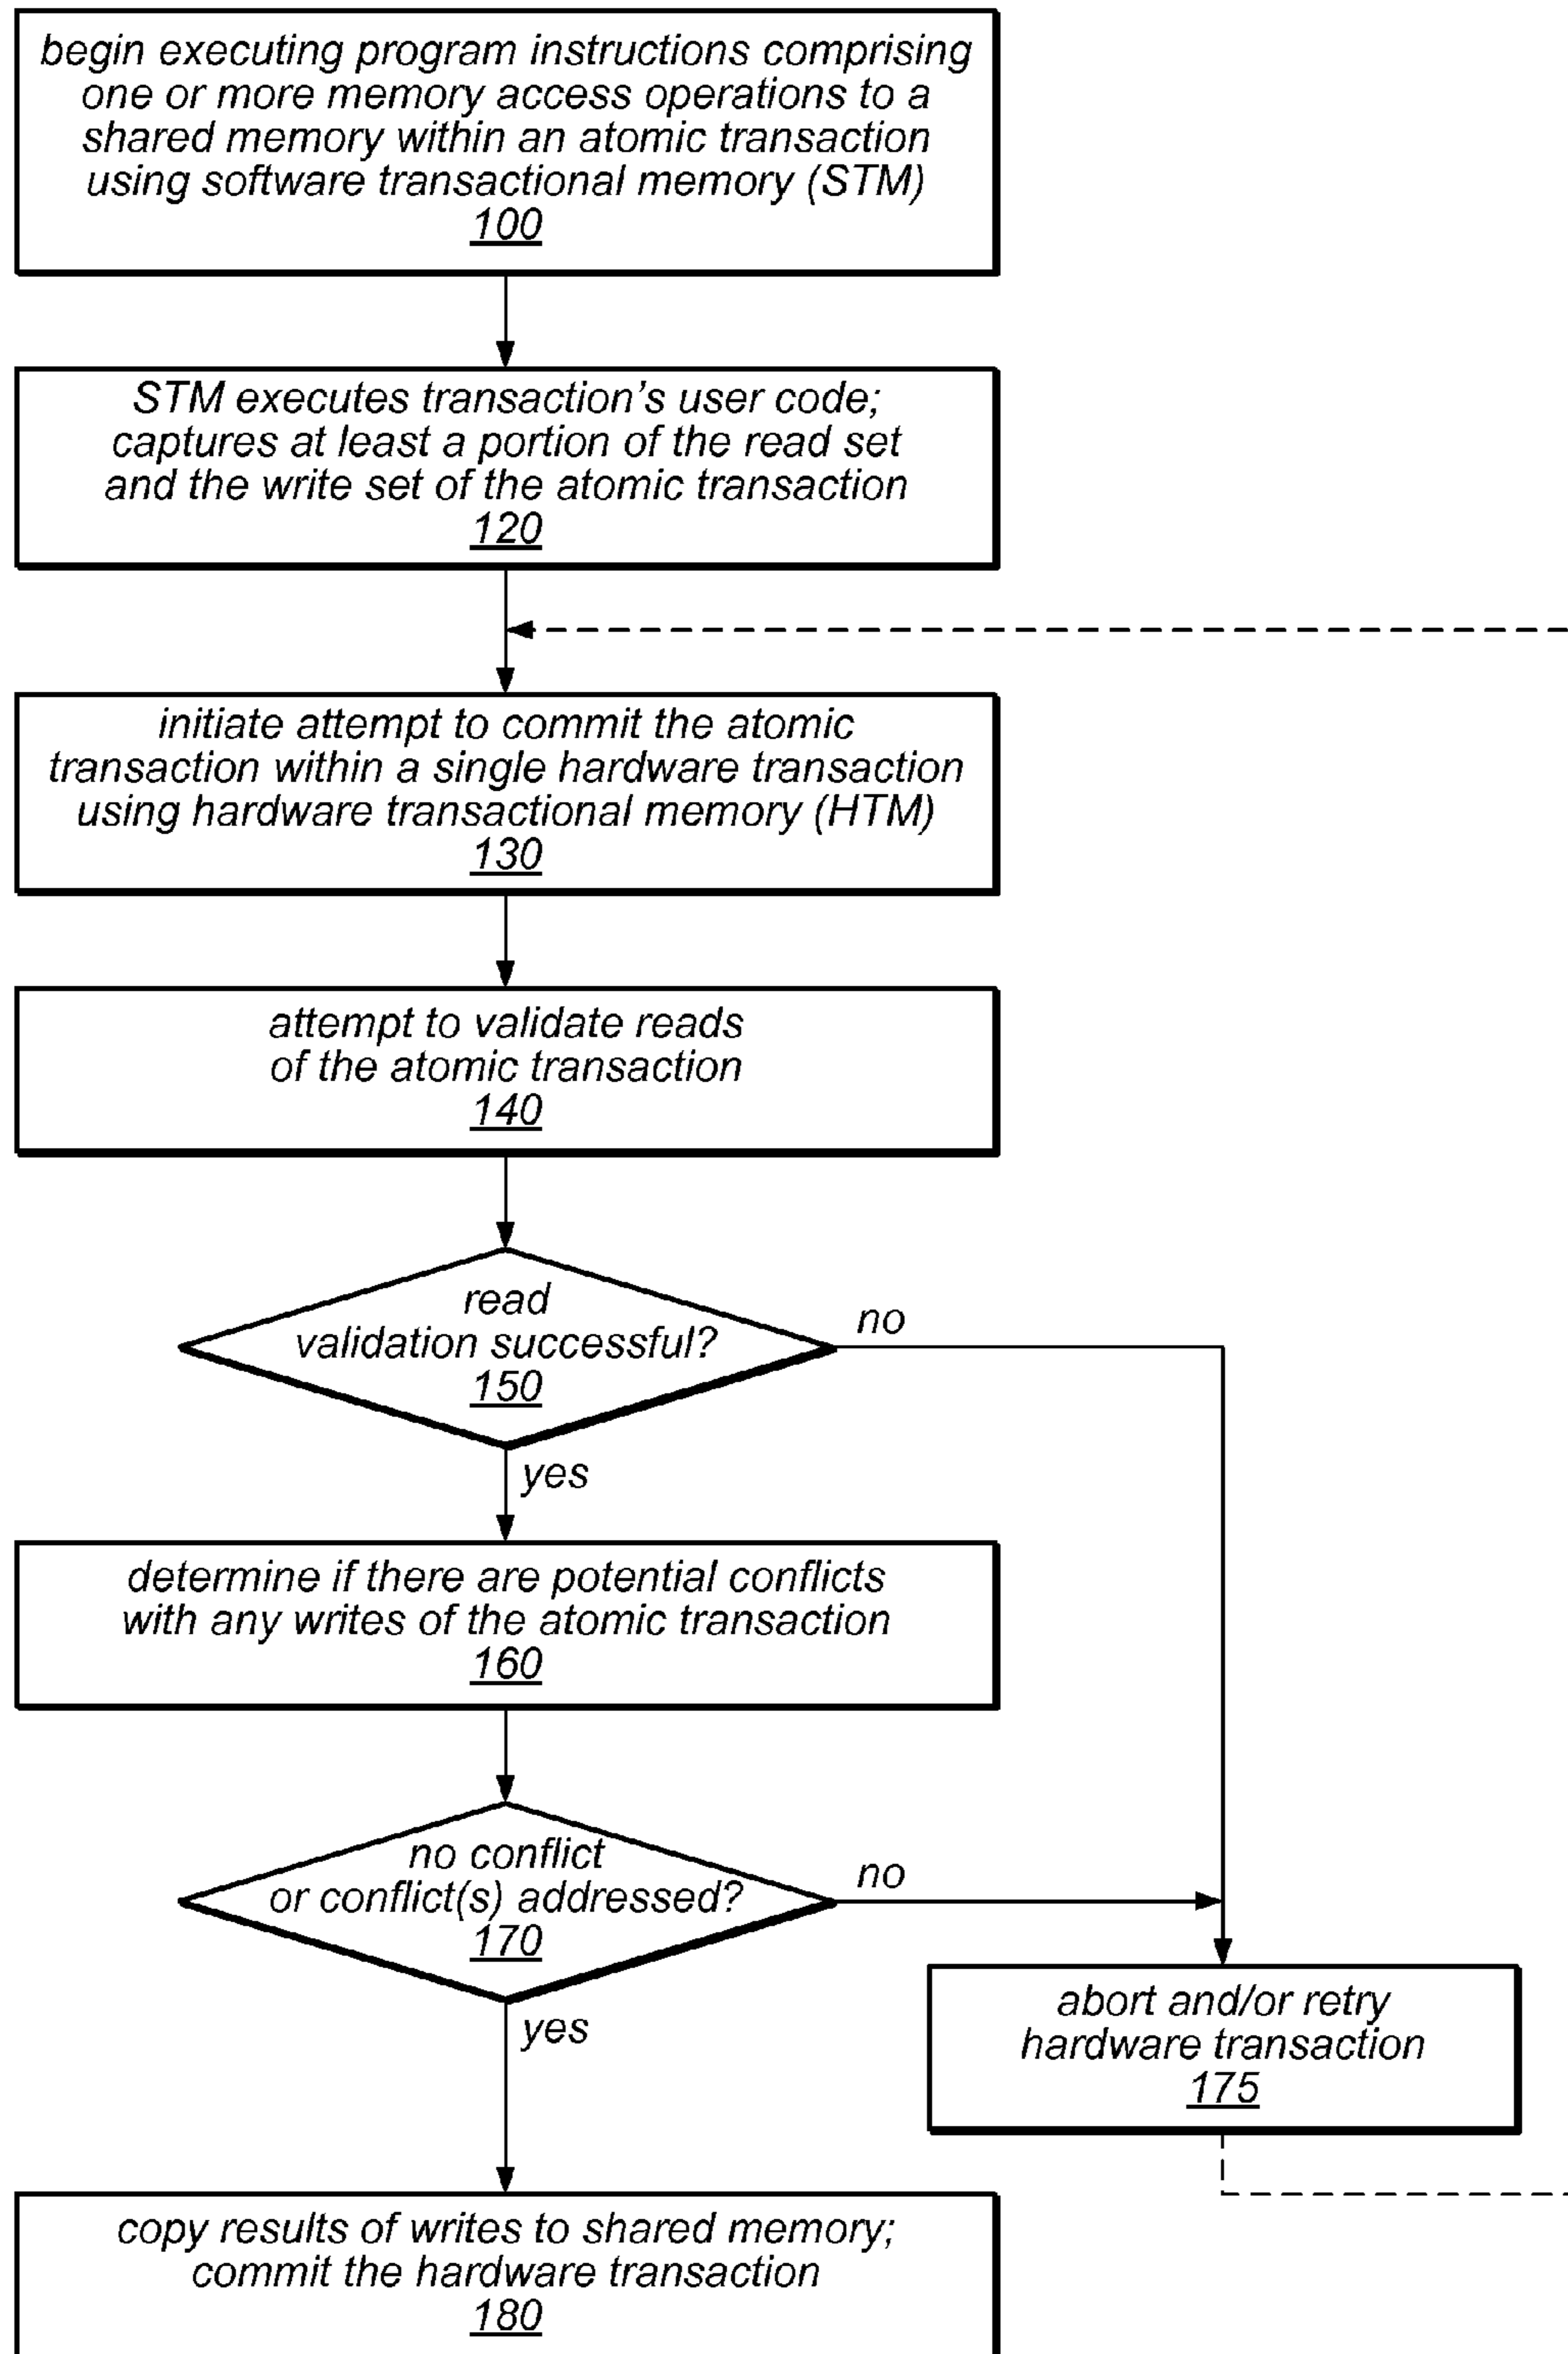 begin executing program instructions comprising
one or more memory access operations to a
shared memory within an atomic transaction
using software transactional memory (STM)
100
STM executes transaction's user code;
captures at least a portion of the read set
and the write set of the atomic transaction
120
initiate attempt to commit the atomic
transaction within a single hardware transaction
using hardware transactional memory (HTM)
130
attempt to validate reads
of the atomic transaction
140
read
validation successful?
150
no
yes
determine if there are potential conflicts
with any writes of the atomic transaction
160
no conflict
or conflict(s) addressed?
170
no
yes
abort and/or retry
hardware transaction
175
copy results of writes to shared memory;
commit the hardware transaction
180